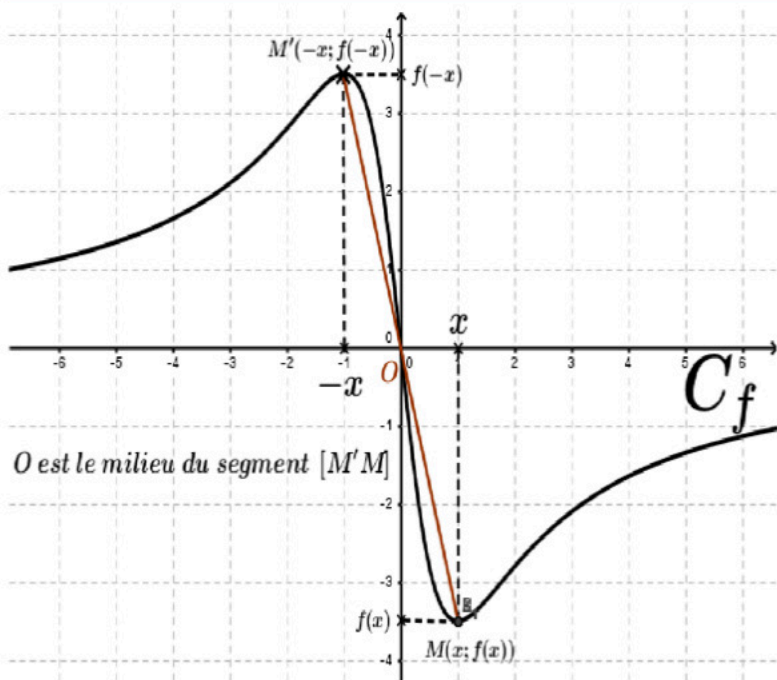 4
M′(−x; f(−x))
f(−x)
3
2
1
0
x
-6 -5 -4 -3 -2 -1 0 1 2 3 4 5 6
−x
O
C_f
-1
O est le milieu du segment [M′M]
-2
-3
f(x)
M(x; f(x))
-4